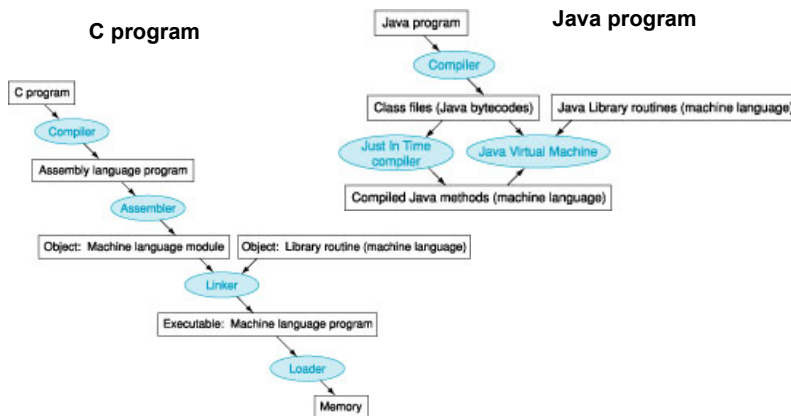 C program
Java program
C program
Compiler
Assembly language program
Assembler
Object: Machine language module
Object: Library routine (machine language)
Linker
Executable: Machine language program
Loader
Memory
Java program
Compiler
Class files (Java bytecodes)
Java Library routines (machine language)
Just In Time
compiler
Java Virtual Machine
Compiled Java methods (machine language)